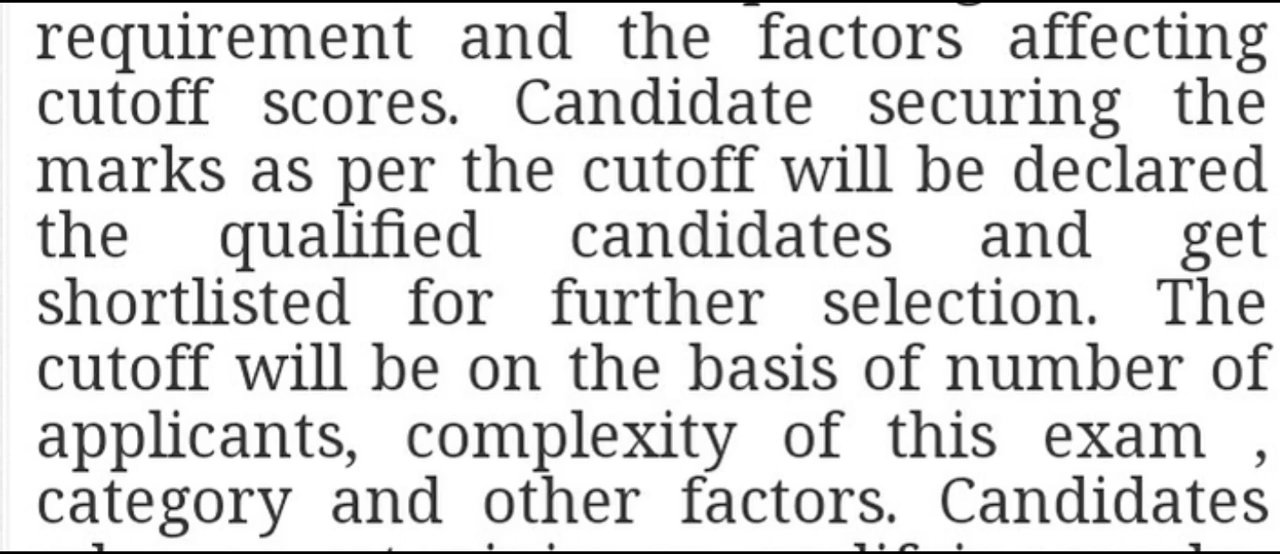 requirement and the factors affecting
cutoff scores. Candidate securing the
marks as per the cutoff will be declared
the qualified candidates and get
shortlisted for further selection. The
cutoff will be on the basis of number of
applicants, complexity of this exam ,
category and other factors. Candidates